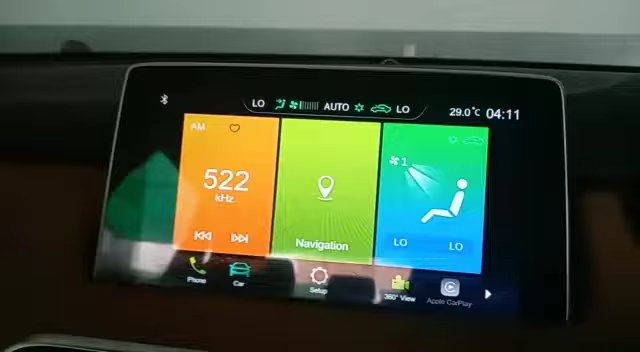 LO AUTO LO 29.0°C 04:11
AM
522
kHz
Navigation
1
LO LO
Phone Car Setup 360° View Apple CarPlay